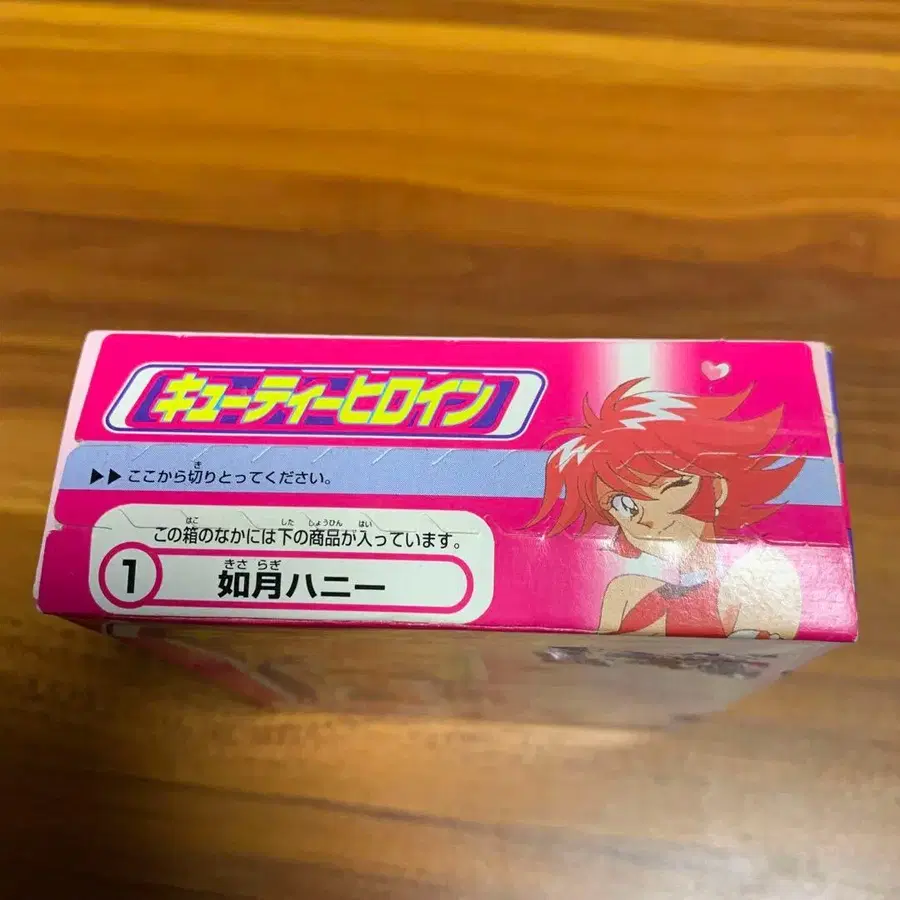 キューティーヒロイン
▶▶ ここから切りとってください。
この箱のなかには下の商品が入っています。
1 如月ハニー